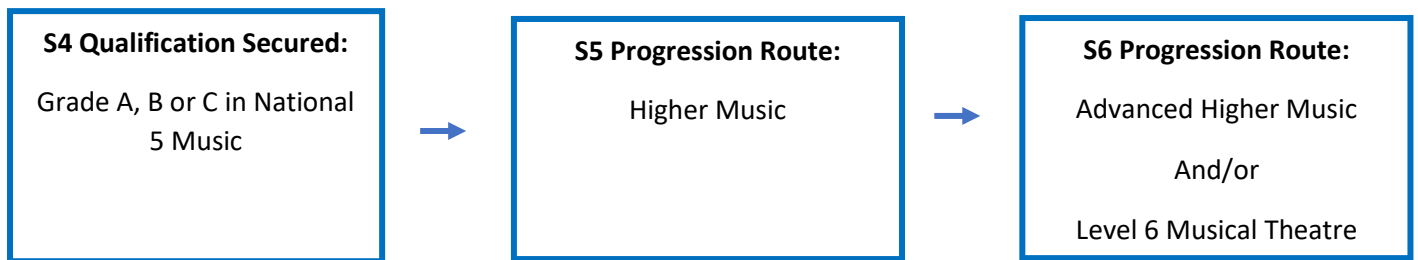 S4 Qualification Secured:
Grade A, B or C in National
5 Music
S5 Progression Route:
Higher Music
S6 Progression Route:
Advanced Higher Music
And/or
Level 6 Musical Theatre